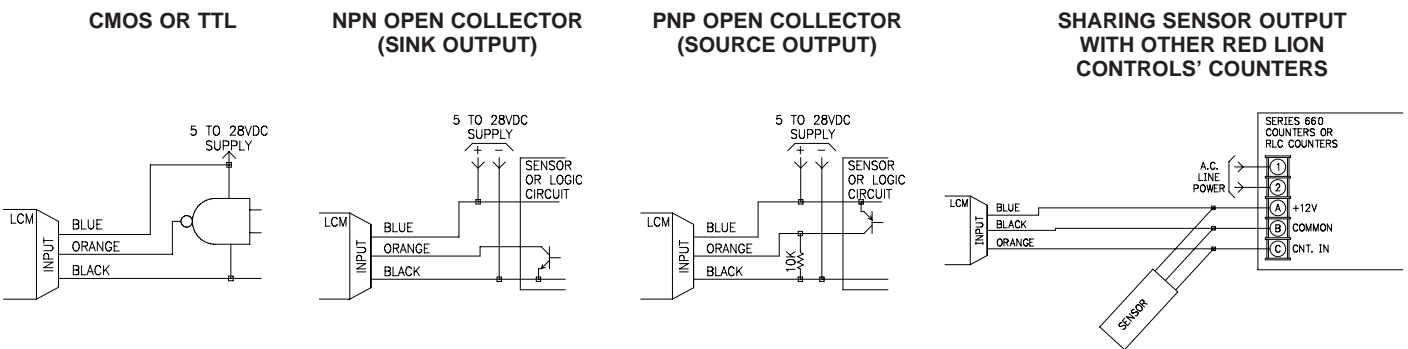 CMOS OR TTL
5 TO 28VDC
SUPPLY
LCM
INPUT
BLUE
ORANGE
BLACK
NPN OPEN COLLECTOR
(SINK OUTPUT)
5 TO 28VDC
SUPPLY
+ −
SENSOR
OR LOGIC
CIRCUIT
LCM
INPUT
BLUE
ORANGE
BLACK
PNP OPEN COLLECTOR
(SOURCE OUTPUT)
5 TO 28VDC
SUPPLY
+ −
SENSOR
OR LOGIC
CIRCUIT
LCM
INPUT
BLUE
ORANGE
BLACK
10K
SHARING SENSOR OUTPUT
WITH OTHER RED LION
CONTROLS’ COUNTERS
SERIES 660
COUNTERS OR
RLC COUNTERS
A.C.
LINE
POWER
1
2
A +12V
B COMMON
C CNT. IN
LCM
INPUT
BLUE
BLACK
ORANGE
SENSOR